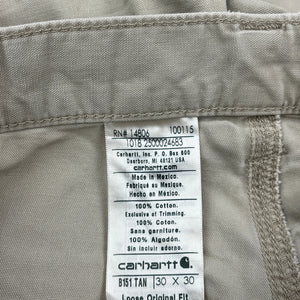 RN# 14806 100115
101B 2500024683
Carhartt, Inc. P. O. Box 600
Dearborn, MI 48121 USA
carhartt.com
Made in Mexico.
Fabriqué au Mexique.
Hecho en México.
100% Cotton.
Exclusive of Trimming.
100% Coton.
Sans garniture.
100% Algodón.
Sin incluir adorno.
carhartt
B151 TAN 30 X 30
Loose Original Fit